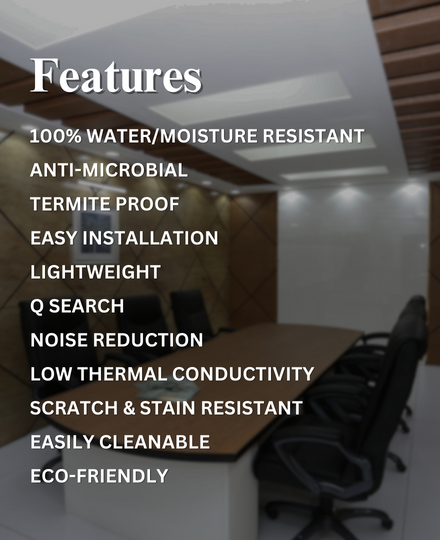 Features
100% WATER/MOISTURE RESISTANT
ANTI-MICROBIAL
TERMITE PROOF
EASY INSTALLATION
LIGHTWEIGHT
Q SEARCH
NOISE REDUCTION
LOW THERMAL CONDUCTIVITY
SCRATCH & STAIN RESISTANT
EASILY CLEANABLE
ECO-FRIENDLY